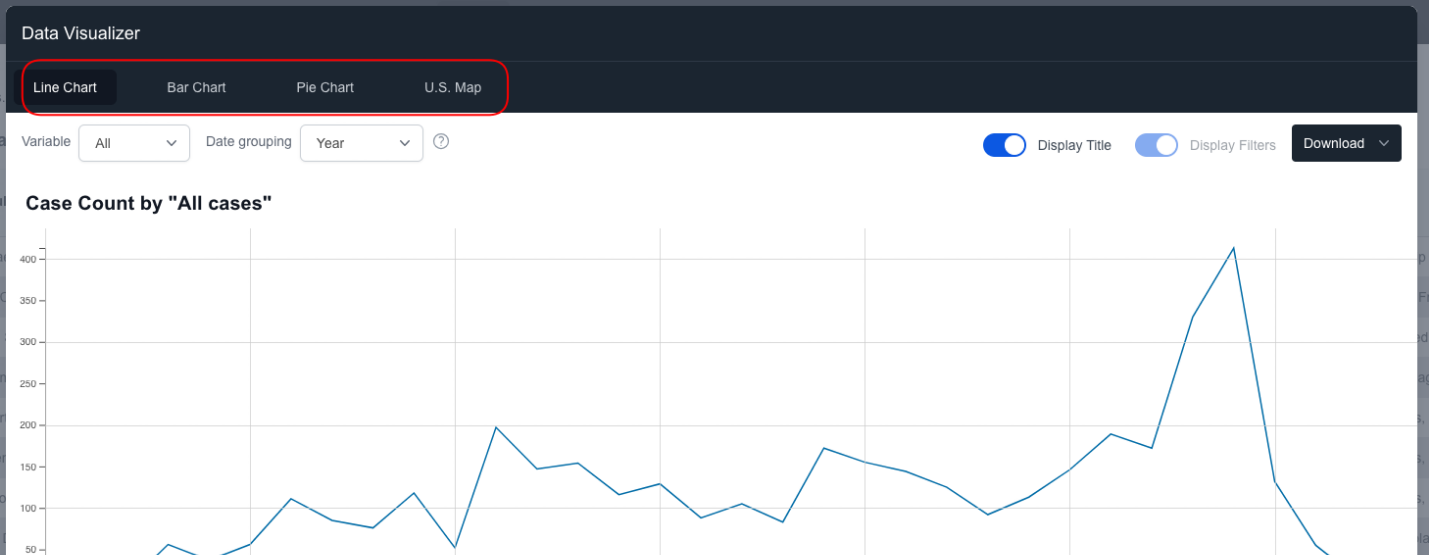 Data Visualizer
Line Chart Bar Chart Pie Chart U.S. Map
Variable All Date grouping Year ? Display Title Display Filters Download
Case Count by "All cases"
400
350
300
250
200
150
100
50